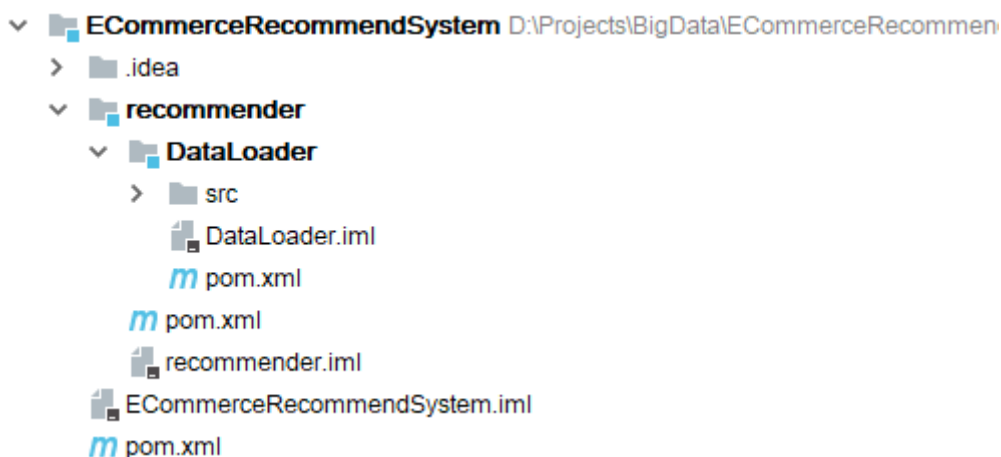 ECommerceRecommendSystem D:\Projects\BigData\ECommerceRecommen
.idea
recommender
DataLoader
src
DataLoader.iml
pom.xml
pom.xml
recommender.iml
ECommerceRecommendSystem.iml
pom.xml